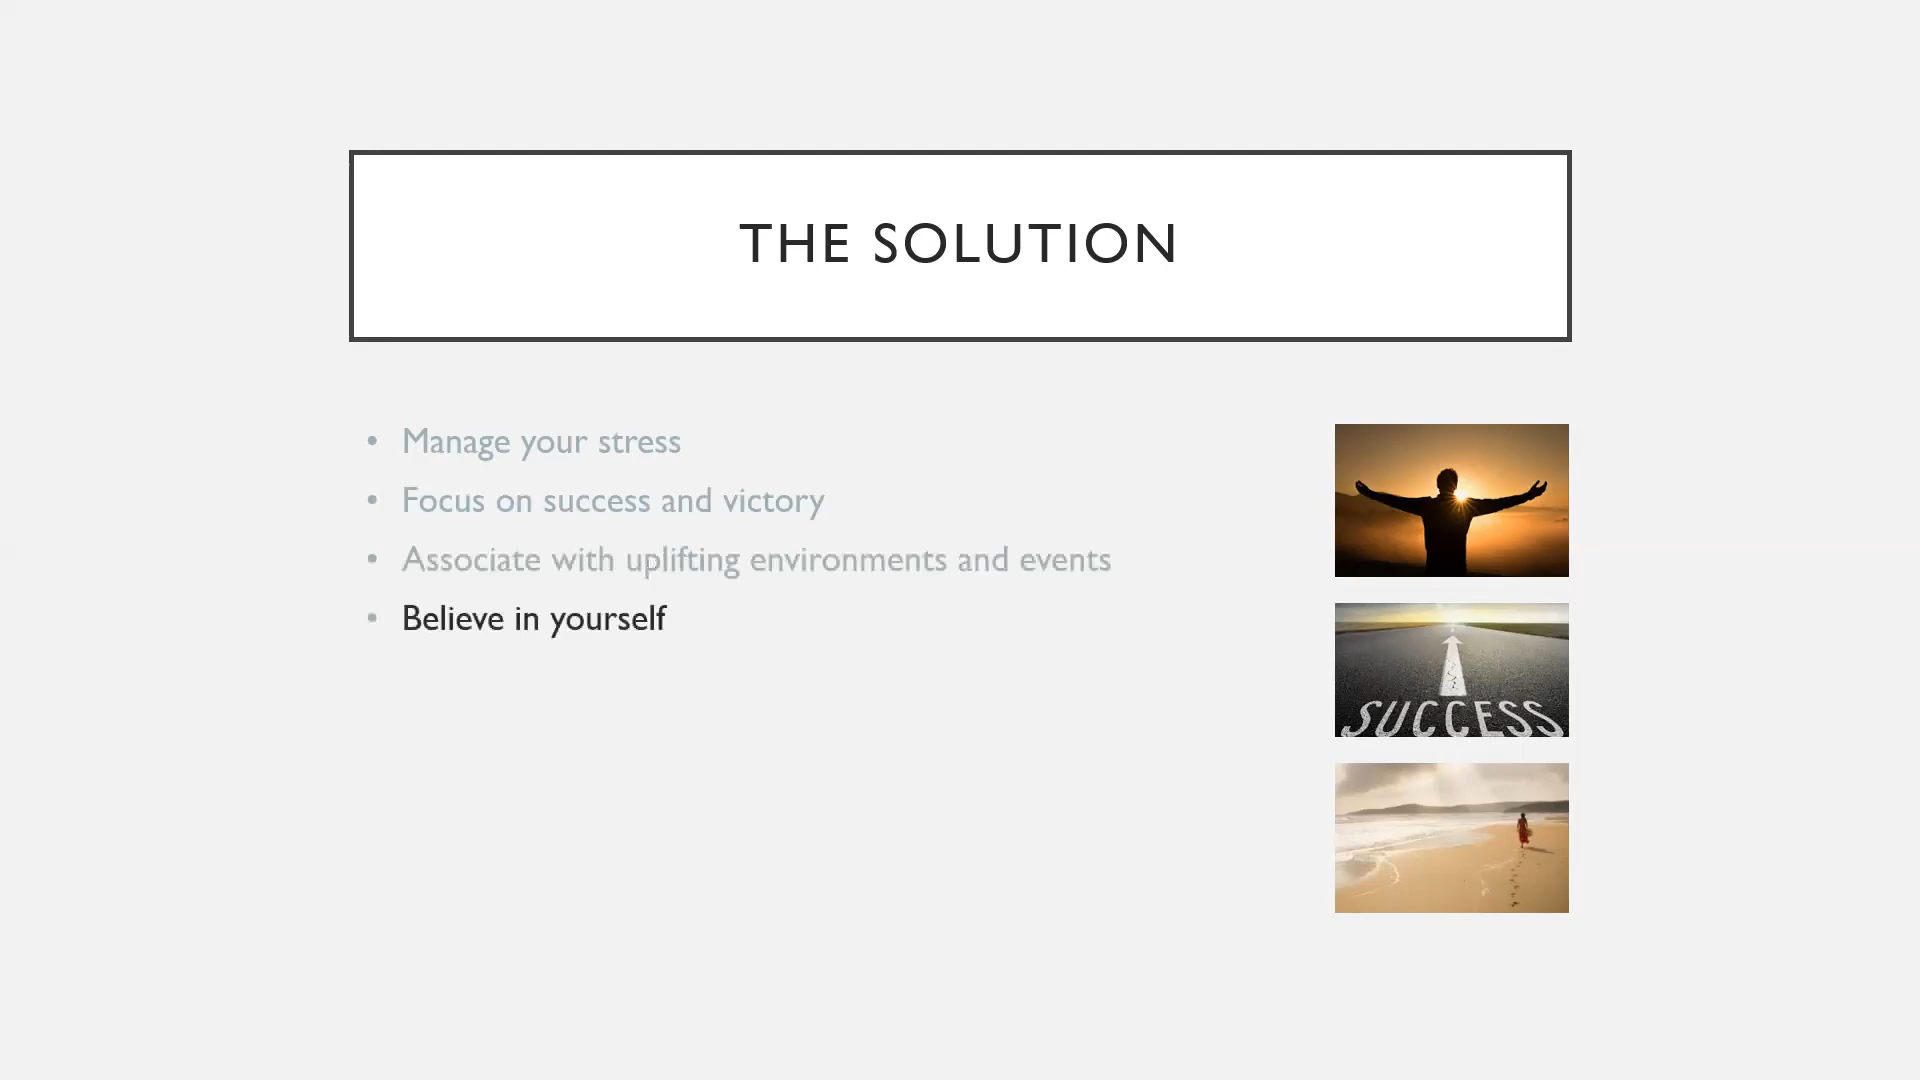 THE SOLUTION
• Manage your stress
• Focus on success and victory
• Associate with uplifting environments and events
• Believe in yourself
SUCCESS